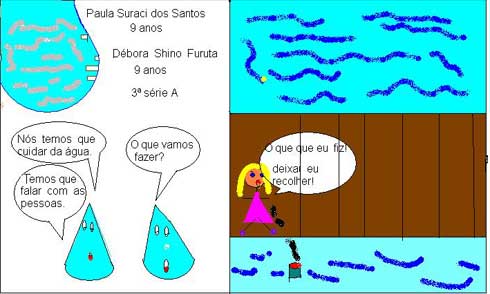 Paula Suraci dos Santos
9 anos
Débora Shino Furuta
9 anos
3ª série A
Nós temos que
cuidar da água.
Temos que
falar com as
pessoas.
O que vamos
fazer?
O que que eu fiz!
deixa eu
recolher!